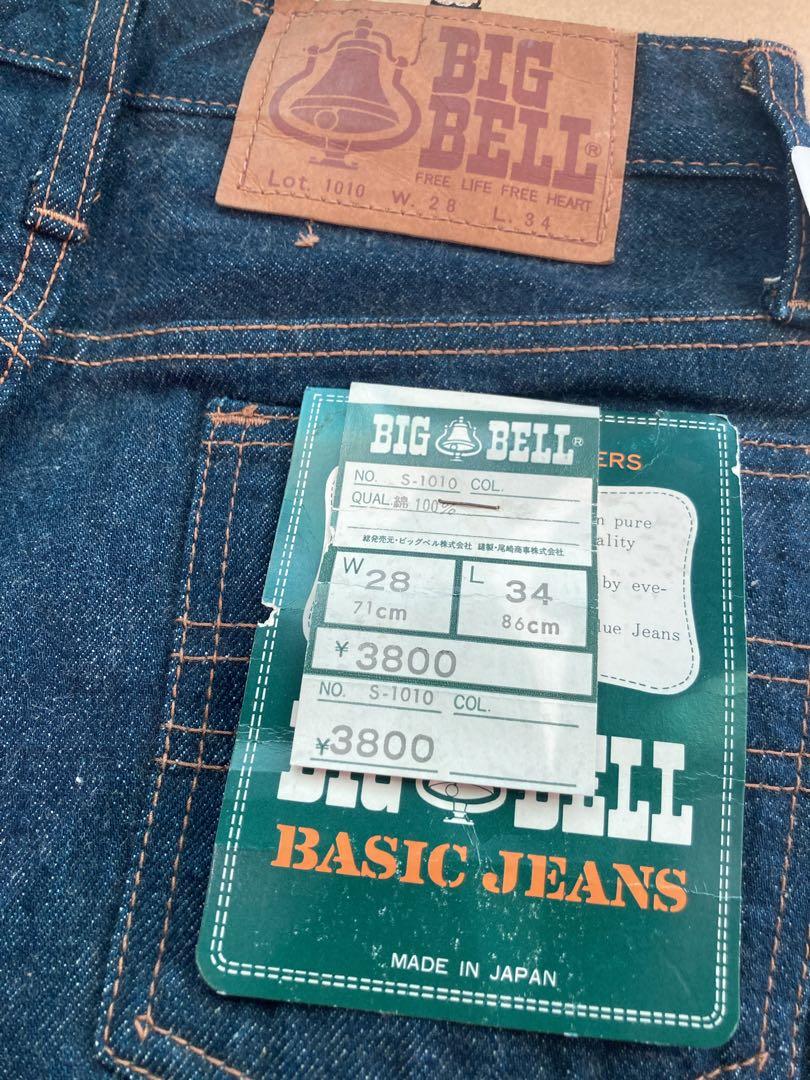 BIG
BELL®
FREE LIFE FREE HEART
Lot. 1010 W. 28 L. 34
BIG BELL®
NO. S-1010 COL.
QUAL. 綿 100%
総発売元・ビッグベル株式会社 縫製・尾崎商事株式会社
W 28 L 34
71cm 86cm
¥3800
NO. S-1010 COL.
¥3800
ERS
n pure
ality
by eve-
lue Jeans
BIG BELL
BASIC JEANS
MADE IN JAPAN